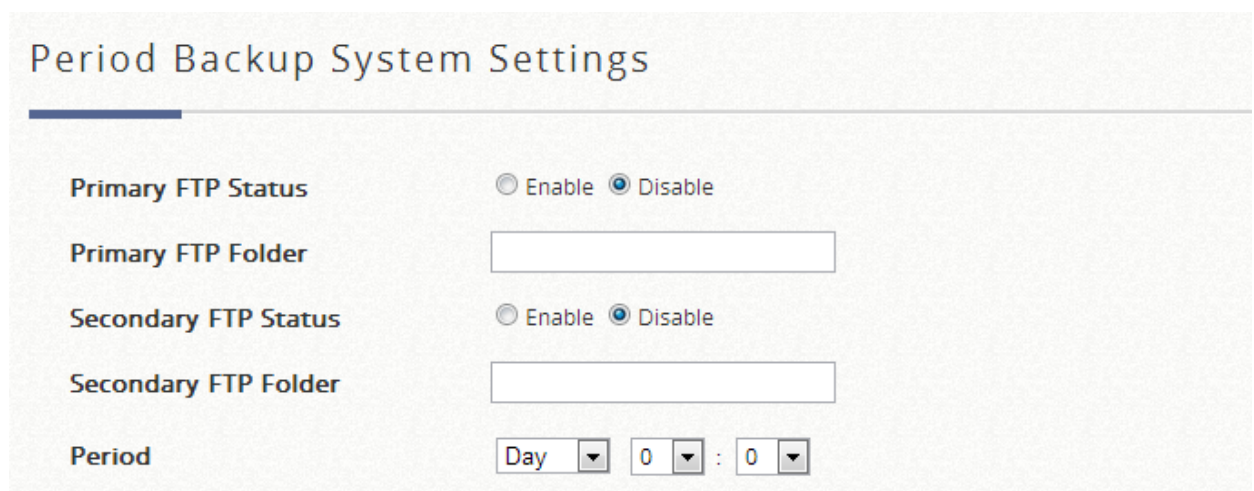 Period Backup System Settings
Primary FTP Status Enable Disable
Primary FTP Folder
Secondary FTP Status Enable Disable
Secondary FTP Folder
Period Day 0 : 0